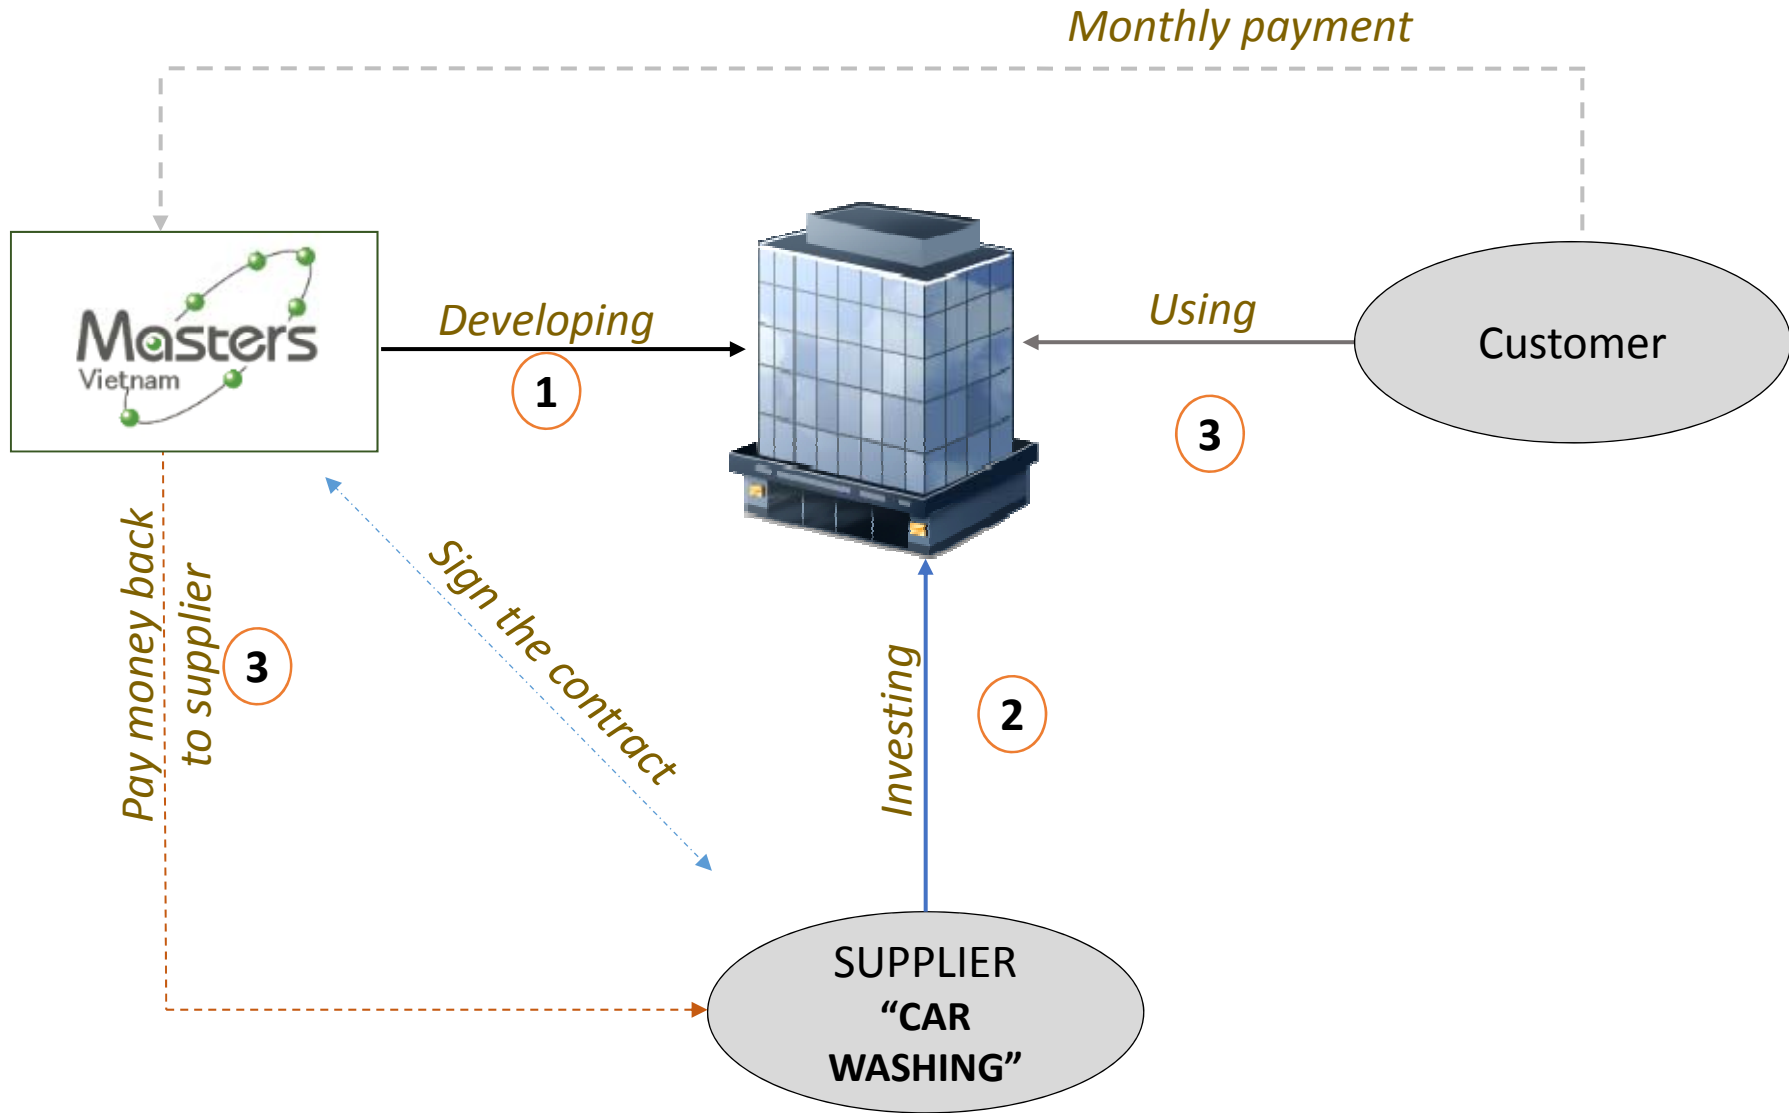 Monthly payment
Masters
Vietnam
Developing
1
Using
3
Customer
Pay money back
to supplier
3
Sign the contract
Investing
2
SUPPLIER
“CAR
WASHING”